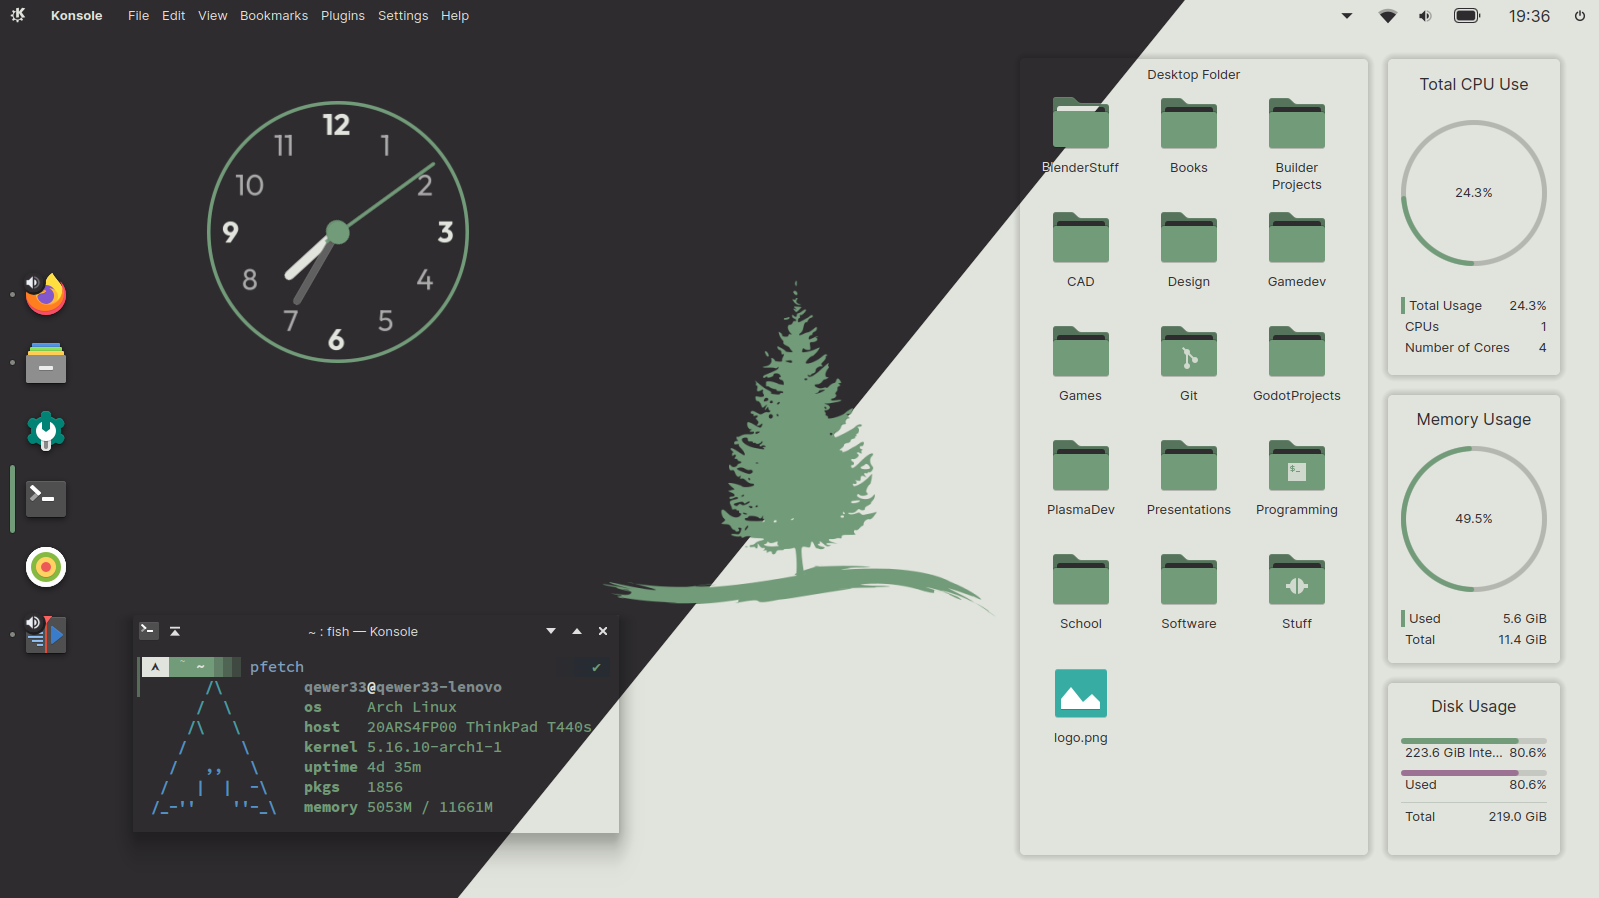 Konsole File Edit View Bookmarks Plugins Settings Help 19:36
12
1
2
3
4
5
6
7
8
9
10
11
~ : fish — Konsole
~ pfetch ✔
/\ qewer33@qewer33-lenovo
/  \ os Arch Linux
/\   \ host 20ARS4FP00 ThinkPad T440s
/      \ kernel 5.16.10-arch1-1
/   ,,   \ uptime 4d 35m
/   |  |  -\ pkgs 1856
/_-''    ''-_\ memory 5053M / 11661M
Desktop Folder
BlenderStuff Books Builder
Projects
CAD Design Gamedev
Games Git GodotProjects
$_
PlasmaDev Presentations Programming
School Software Stuff
logo.png
Total CPU Use
24.3%
Total Usage 24.3%
CPUs 1
Number of Cores 4
Memory Usage
49.5%
Used 5.6 GiB
Total 11.4 GiB
Disk Usage
223.6 GiB Inte... 80.6%
Used 80.6%
Total 219.0 GiB